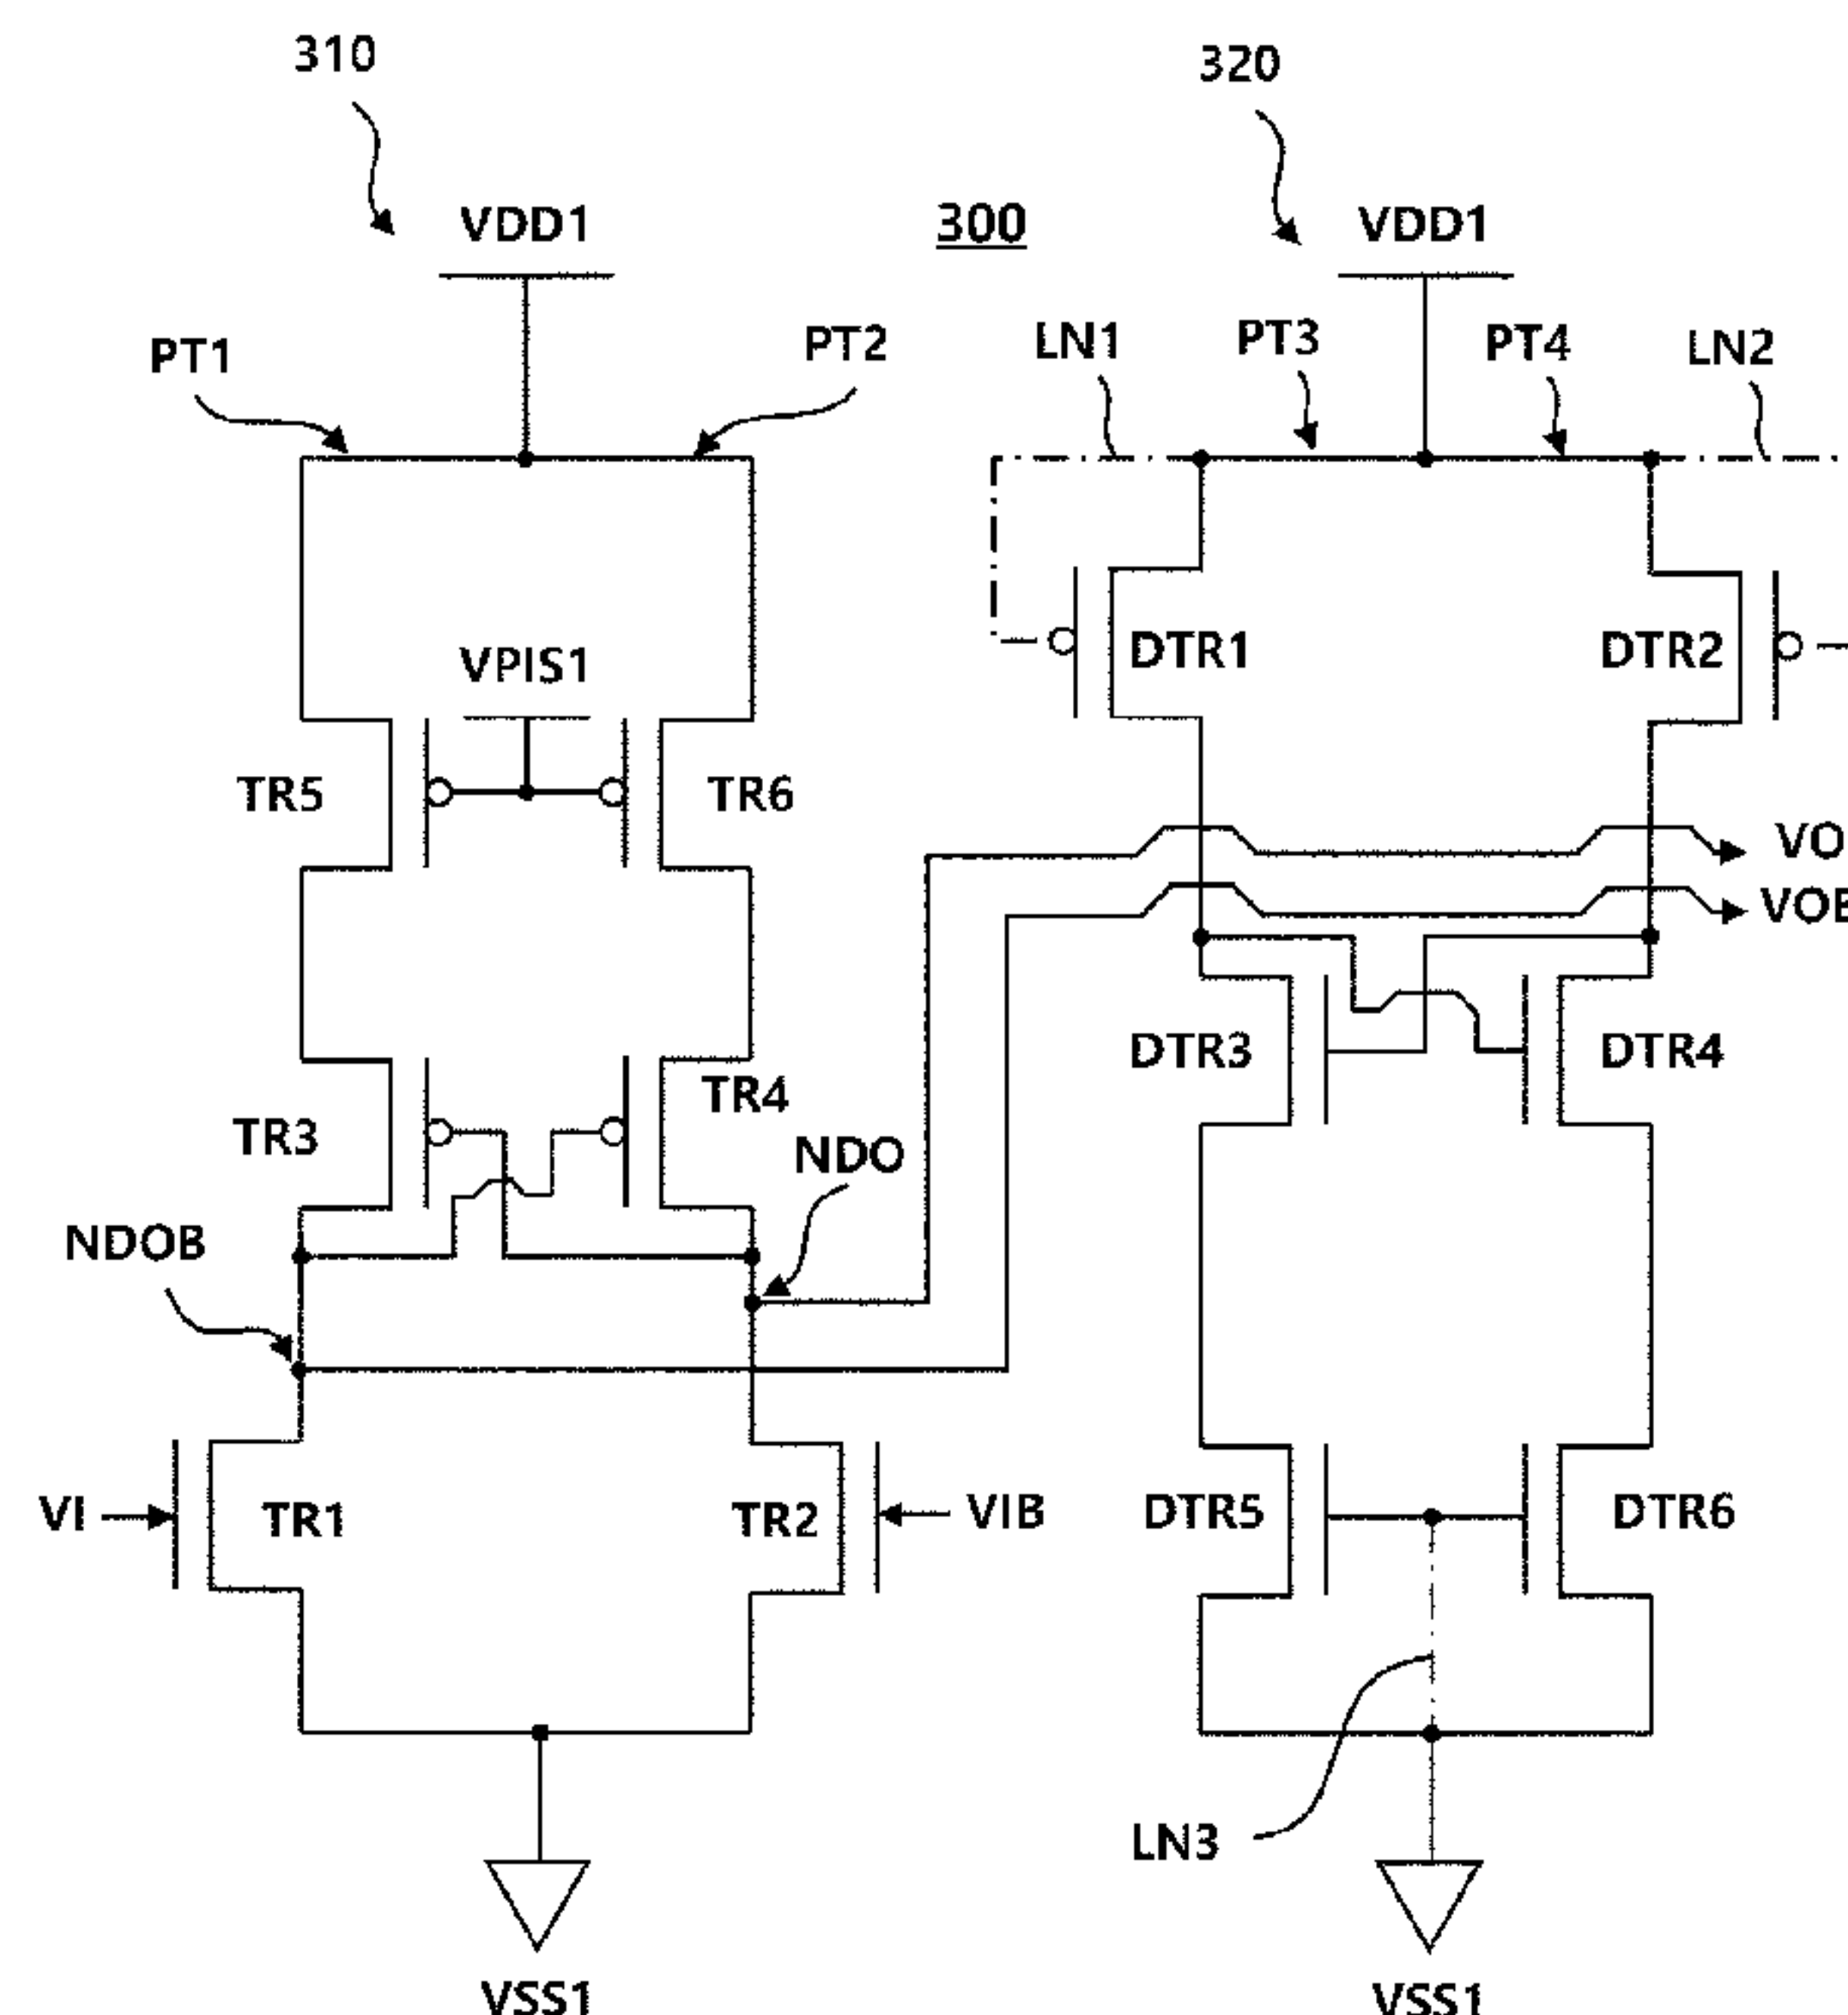 310
320
VDD1
300
VDD1
PT1
PT2
LN1
PT3
PT4
LN2
VPIS1
DTR1
DTR2
TR5
TR6
VO
VOB
DTR3
DTR4
TR3
TR4
NDO
NDOB
VI
TR1
TR2
VIB
DTR5
DTR6
LN3
VSS1
VSS1